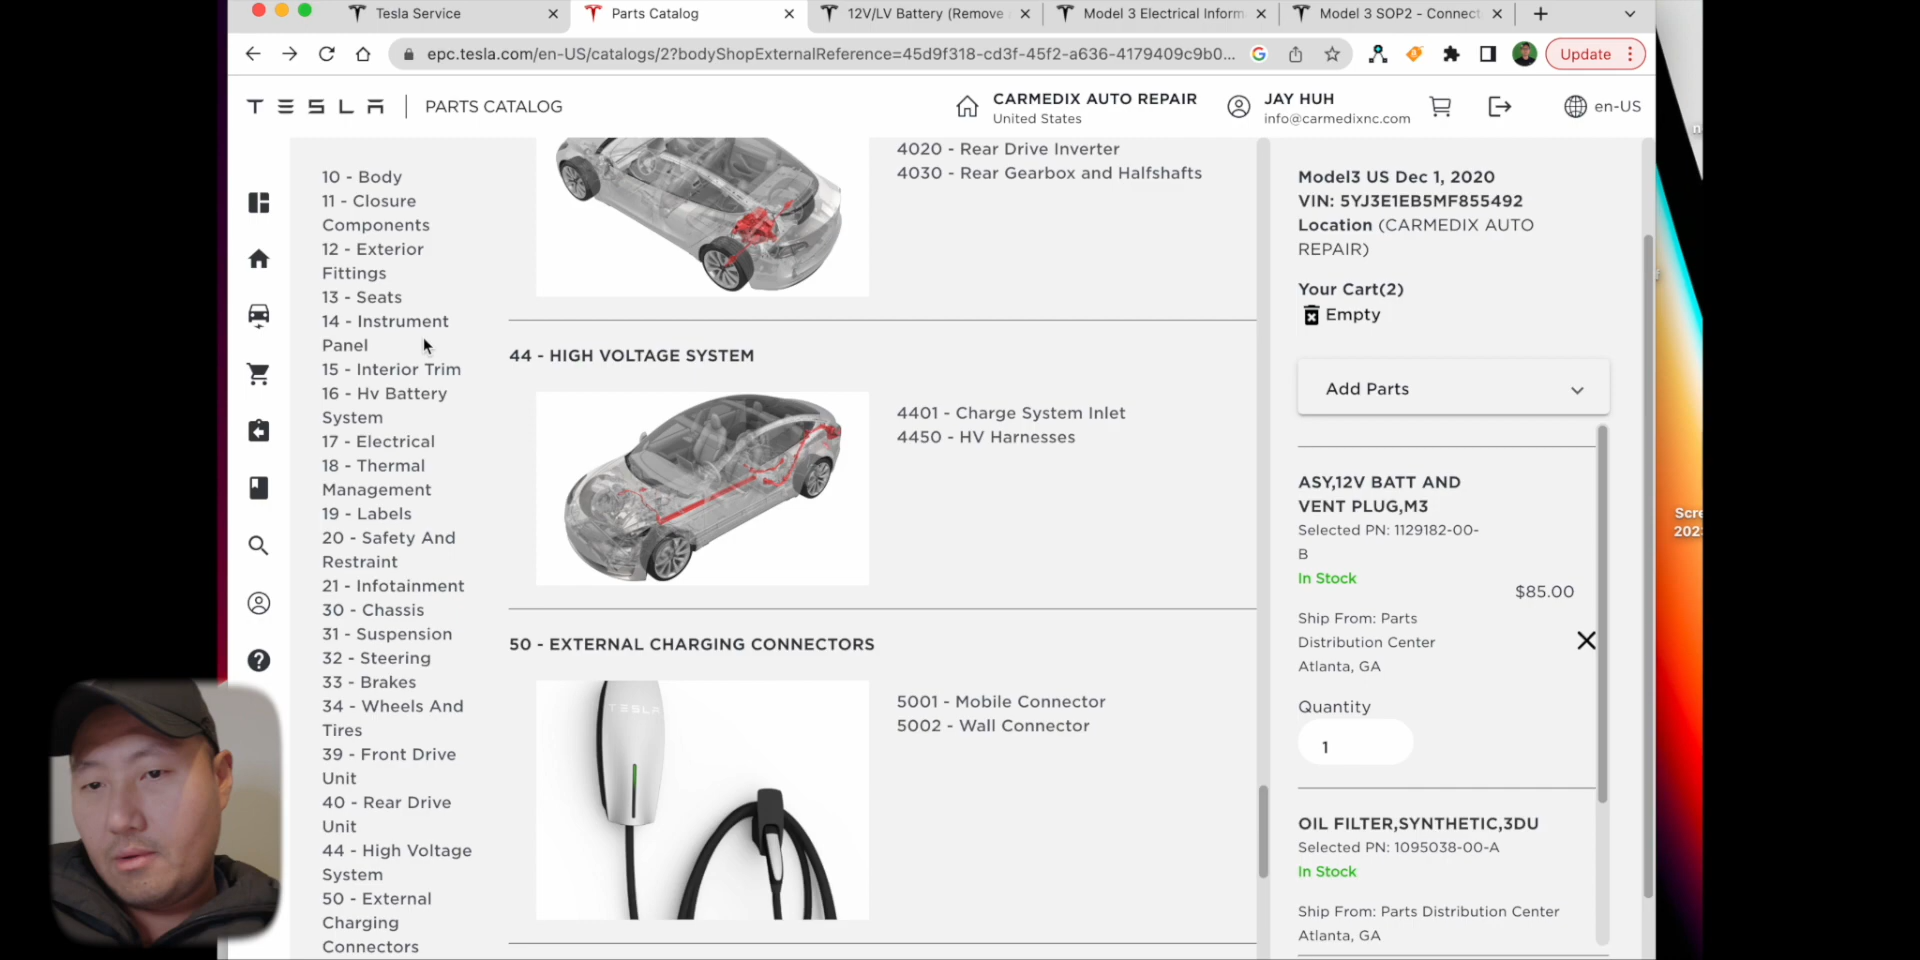 Tesla Service
Parts Catalog
12V/LV Battery (Remove
Model 3 Electrical Inform
Model 3 SOP2 - Connect
epc.tesla.com/en-US/catalogs/2?bodyShopExternalReference=45d9f318-cd3f-45f2-a636-4179409c9b0...
Update
TESLA
PARTS CATALOG
CARMEDIX AUTO REPAIR
United States
JAY HUH
info@carmedixnc.com
en-US
10 - Body
11 - Closure
Components
12 - Exterior
Fittings
13 - Seats
14 - Instrument
Panel
15 - Interior Trim
16 - Hv Battery
System
17 - Electrical
18 - Thermal
Management
19 - Labels
20 - Safety And
Restraint
21 - Infotainment
30 - Chassis
31 - Suspension
32 - Steering
33 - Brakes
34 - Wheels And
Tires
39 - Front Drive
Unit
40 - Rear Drive
Unit
44 - High Voltage
System
50 - External
Charging
Connectors
4020 - Rear Drive Inverter
4030 - Rear Gearbox and Halfshafts
44 - HIGH VOLTAGE SYSTEM
4401 - Charge System Inlet
4450 - HV Harnesses
50 - EXTERNAL CHARGING CONNECTORS
TESLA
5001 - Mobile Connector
5002 - Wall Connector
Model3 US Dec 1, 2020
VIN: 5YJ3E1EB5MF855492
Location (CARMEDIX AUTO
REPAIR)
Your Cart(2)
Empty
Add Parts
ASY,12V BATT AND
VENT PLUG,M3
Selected PN: 1129182-00-
B
In Stock
$85.00
Ship From: Parts
Distribution Center
Atlanta, GA
Quantity
1
OIL FILTER,SYNTHETIC,3DU
Selected PN: 1095038-00-A
In Stock
Ship From: Parts Distribution Center
Atlanta, GA
Scre
202